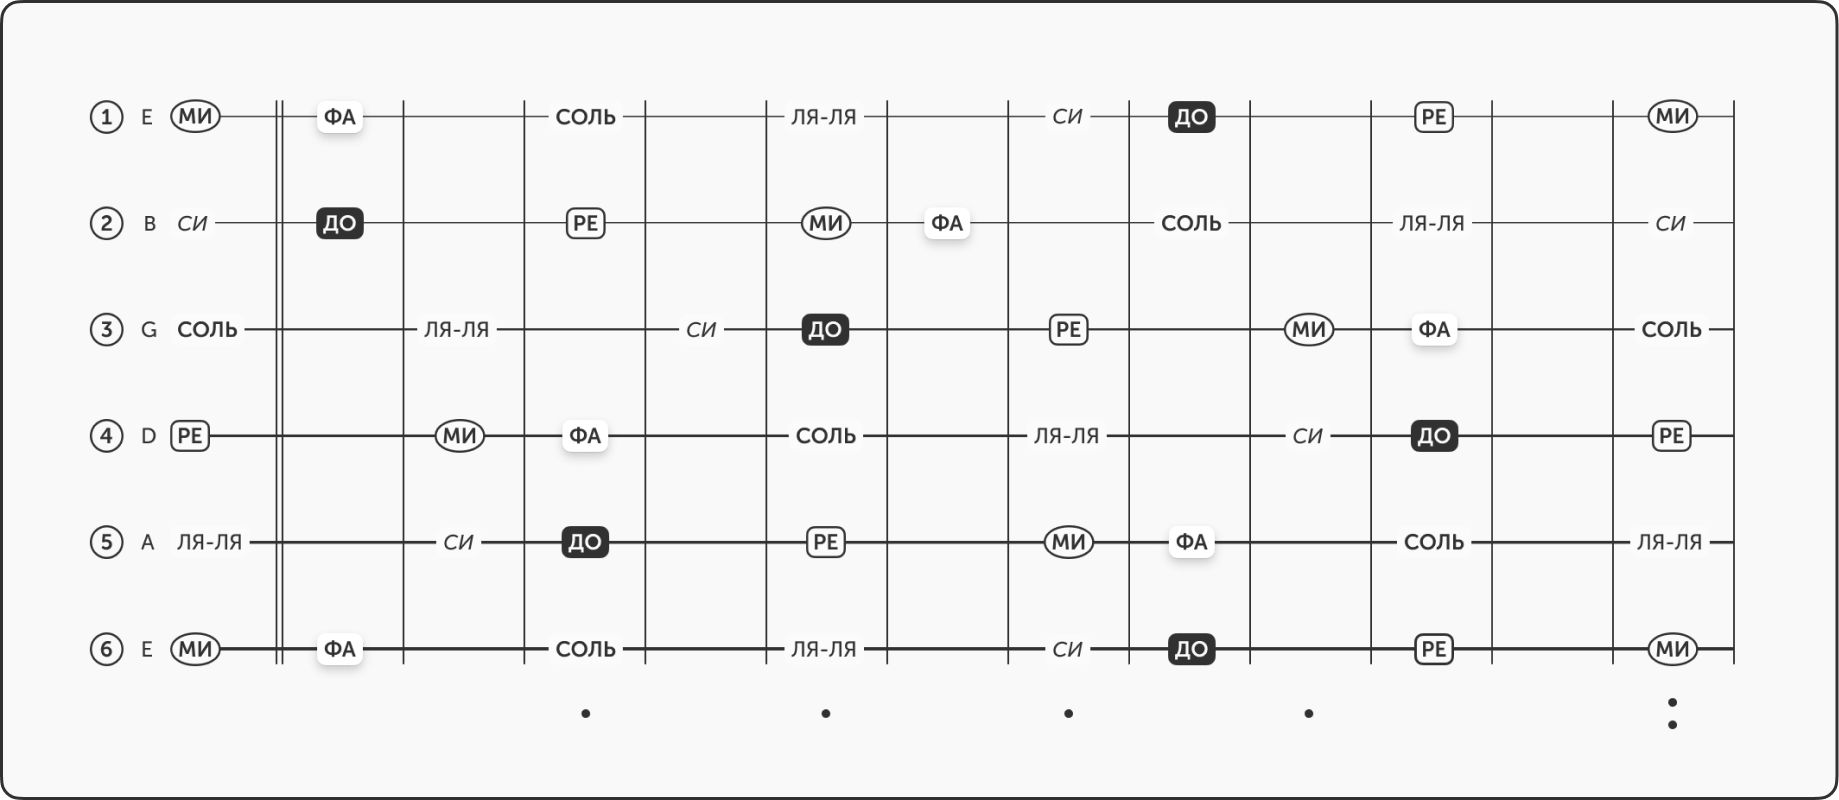 1 E МИ ФА СОЛЬ ЛЯ-ЛЯ СИ ДО РЕ МИ
2 B СИ ДО РЕ МИ ФА СОЛЬ ЛЯ-ЛЯ СИ
3 G СОЛЬ ЛЯ-ЛЯ СИ ДО РЕ МИ ФА СОЛЬ
4 D РЕ МИ ФА СОЛЬ ЛЯ-ЛЯ СИ ДО РЕ
5 A ЛЯ-ЛЯ СИ ДО РЕ МИ ФА СОЛЬ ЛЯ-ЛЯ
6 E МИ ФА СОЛЬ ЛЯ-ЛЯ СИ ДО РЕ МИ